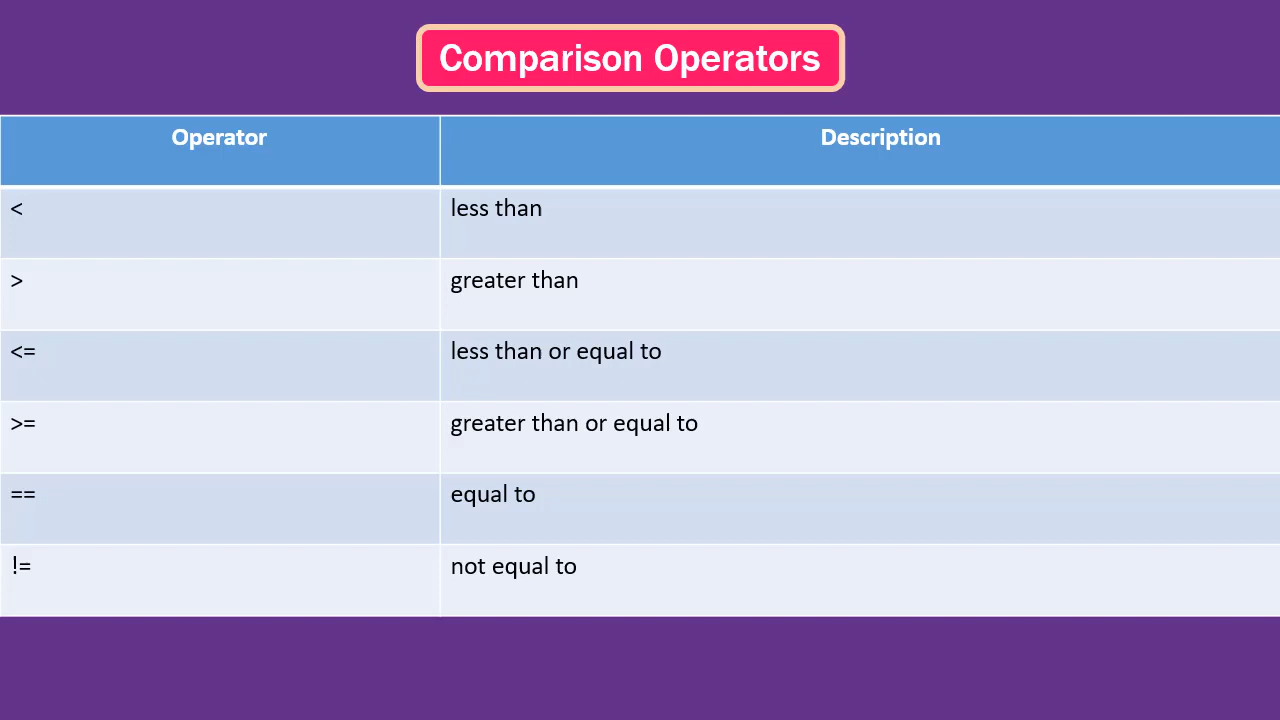 Comparison Operators
Operator Description
< less than
> greater than
<= less than or equal to
>= greater than or equal to
== equal to
!= not equal to